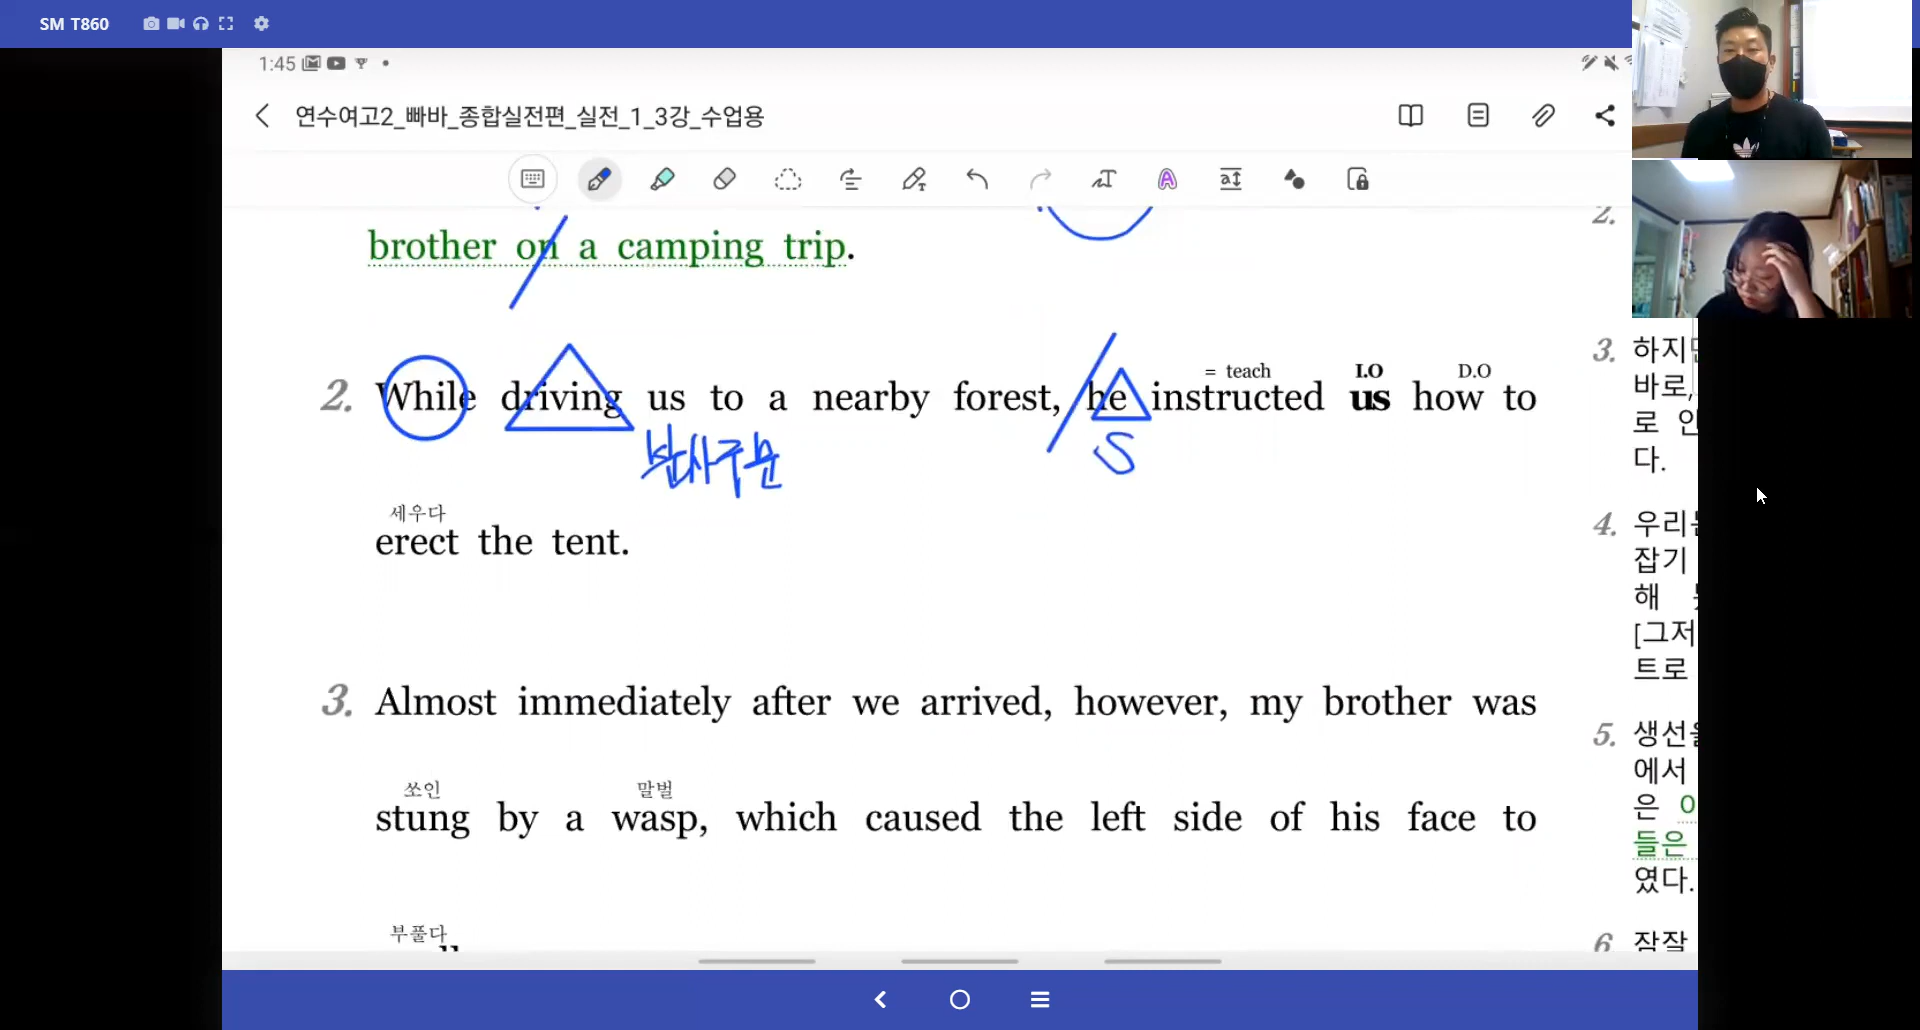 SM T860
1:45
연수여고2_빠바_종합실전편_실전_1_3강_수업용
brother on a camping trip.
2.
= teach I.O D.O
2. While driving us to a nearby forest, he instructed us how to
분사구문 S
세우다
erect the tent.
3. Almost immediately after we arrived, however, my brother was
쏘인 말벌
stung by a wasp, which caused the left side of his face to
부풀다
3. 하지만
바로,
로 인
다.
4. 우리는
잡기
해
[그저
트로
5. 생선을
에서
은 이
들은
였다.
6 잠잘